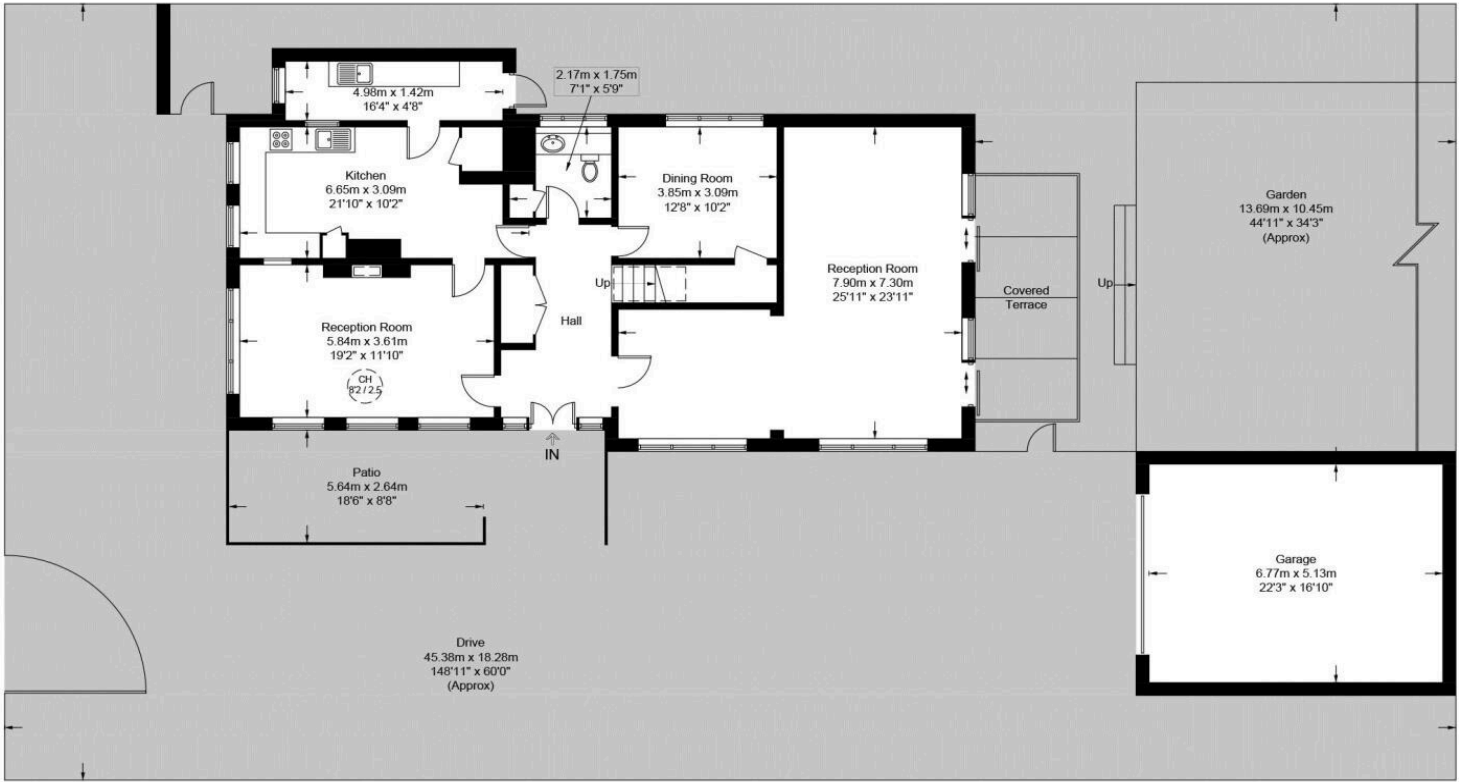 4.98m x 1.42m
16'4" x 4'8"
2.17m x 1.75m
7'1" x 5'9"
Kitchen
6.65m x 3.09m
21'10" x 10'2"
Dining Room
3.85m x 3.09m
12'8" x 10'2"
Garden
13.69m x 10.45m
44'11" x 34'3"
(Approx)
Reception Room
7.90m x 7.30m
25'11" x 23'11"
Up
Covered
Terrace
Up
Hall
Reception Room
5.84m x 3.61m
19'2" x 11'10"
CH
8'2 / 2.5
IN
Patio
5.64m x 2.64m
18'6" x 8'8"
Garage
6.77m x 5.13m
22'3" x 16'10"
Drive
45.38m x 18.28m
148'11" x 60'0"
(Approx)